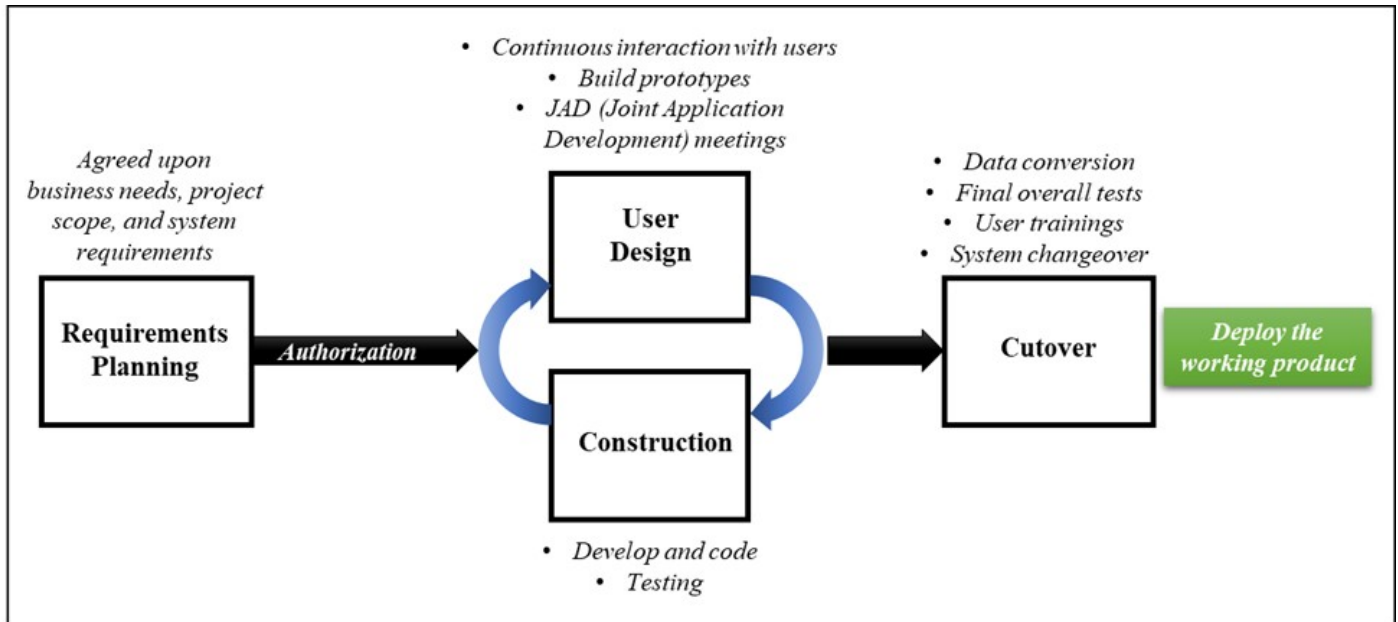 • Continuous interaction with users
• Build prototypes
• JAD (Joint Application
Development) meetings
Agreed upon
business needs, project
scope, and system
requirements
• Data conversion
• Final overall tests
• User trainings
• System changeover
User
Design
Requirements
Planning
Authorization
Cutover
Deploy the
working product
Construction
• Develop and code
• Testing